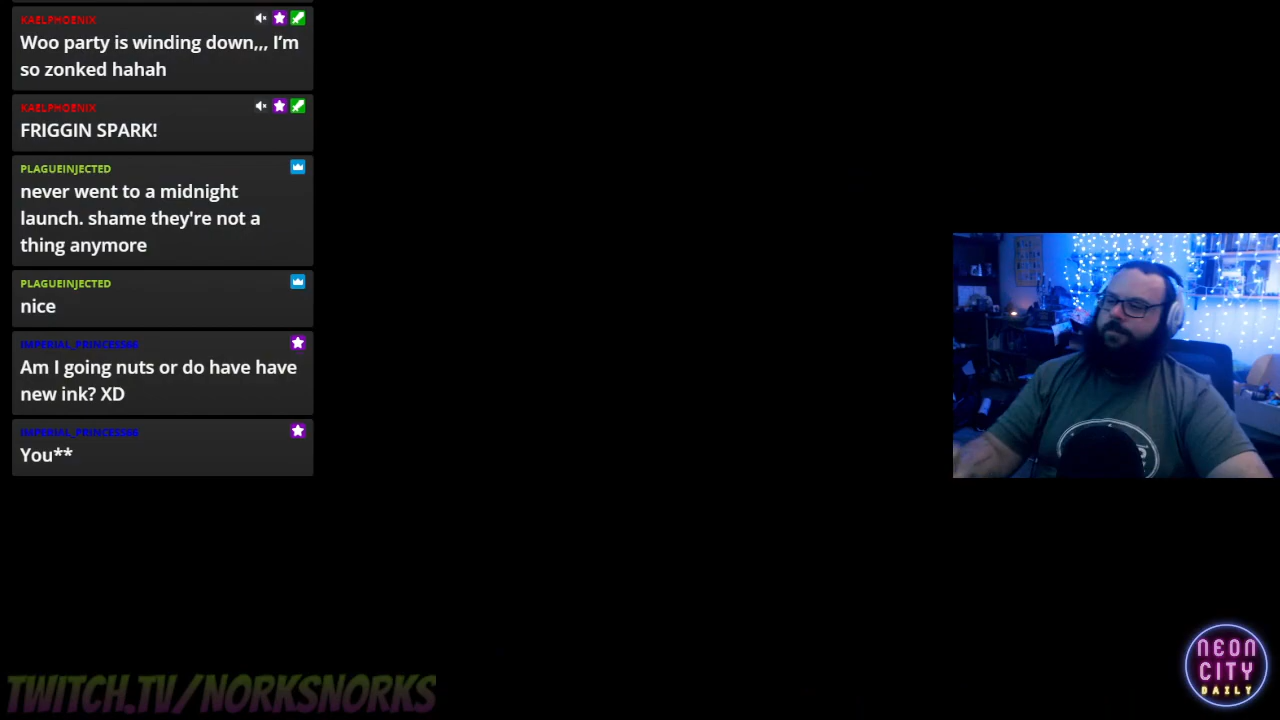 KAELPHOENIX
Woo party is winding down,,, I'm
so zonked hahah
KAELPHOENIX
FRIGGIN SPARK!
PLAGUEINJECTED
never went to a midnight
launch. shame they're not a
thing anymore
PLAGUEINJECTED
nice
IMPERIAL_PRINCESS66
Am I going nuts or do have have
new ink? XD
IMPERIAL_PRINCESS66
You**
TWITCH.TV/NORKSNORKS
NEON
CITY
DAILY